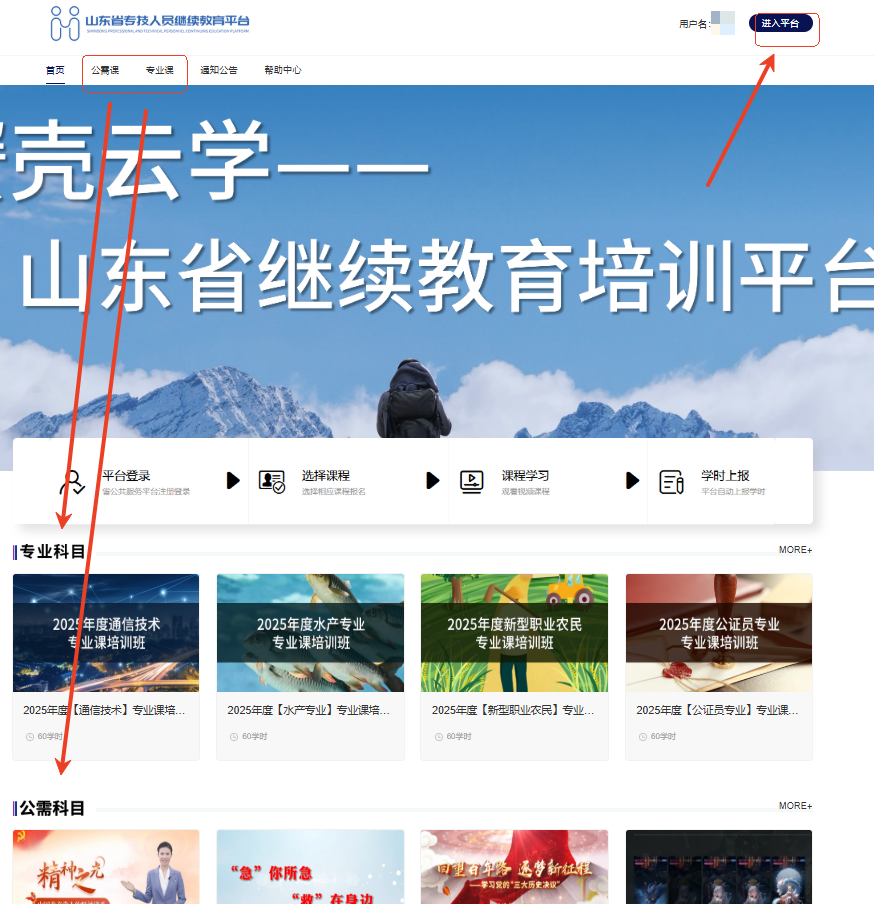 山东省专技人员继续教育平台
SHANDONG PROFESSIONAL AND TECHNICAL PERSONNEL CONTINUING EDUCATION PLATFORM
用户名:
进入平台
首页 公需课 专业课 通知公告 帮助中心
壳云学——
山东省继续教育培训平台
平台登录
省公共服务平台注册登录
选择课程
选择相应课程报名
课程学习
观看视频课程
学时上报
平台自动上报学时
专业科目
MORE+
2025年度通信技术
专业课培训班
2025年度水产专业
专业课培训班
2025年度新型职业农民
专业课培训班
2025年度公证员专业
专业课培训班
2025年度【通信技术】专业课培...
60学时
2025年度【水产专业】专业课培...
60学时
2025年度【新型职业农民】专业...
60学时
2025年度【公证员专业】专业课...
60学时
公需科目
MORE+
精神之元
“急”你所急
“救”在身边
回望百年路 逐梦新征程
——学习党的“三大历史决议”